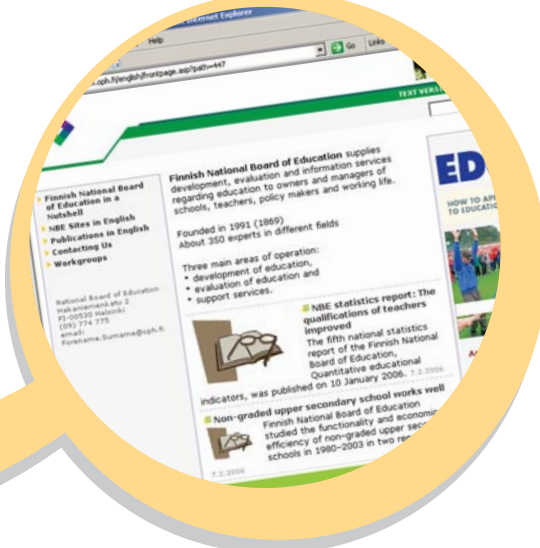 Internet Explorer
Help
.oph.fi/english/frontpage.asp?path=447
Go
Links
TEXT VERS
Finnish National Board
of Education in a
Nutshell
NBE Sites in English
Publications in English
Contacting Us
Workgroups
National Board of Education
Hakaniemenkatu 2
FI-00530 Helsinki
(09) 774 775
email:
Forename.Surname@oph.fi
Finnish National Board of Education supplies
development, evaluation and information services
regarding education to owners and managers of
schools, teachers, policy makers and working life.
Founded in 1991 (1869)
About 350 experts in different fields
Three main areas of operation:
* development of education,
* evaluation of education and
* support services.
NBE statistics report: The
qualifications of teachers
improved
The fifth national statistics
report of the Finnish National
Board of Education,
Quantitative educational
indicators, was published on 10 January 2006. 7.2.2006
Non-graded upper secondary school works well
Finnish National Board of Education
studied the functionality and economic
efficiency of non-graded upper sec
schools in 1980-2003 in two re
7.2.2006
ED
HOW TO AP
TO EDUCATIO